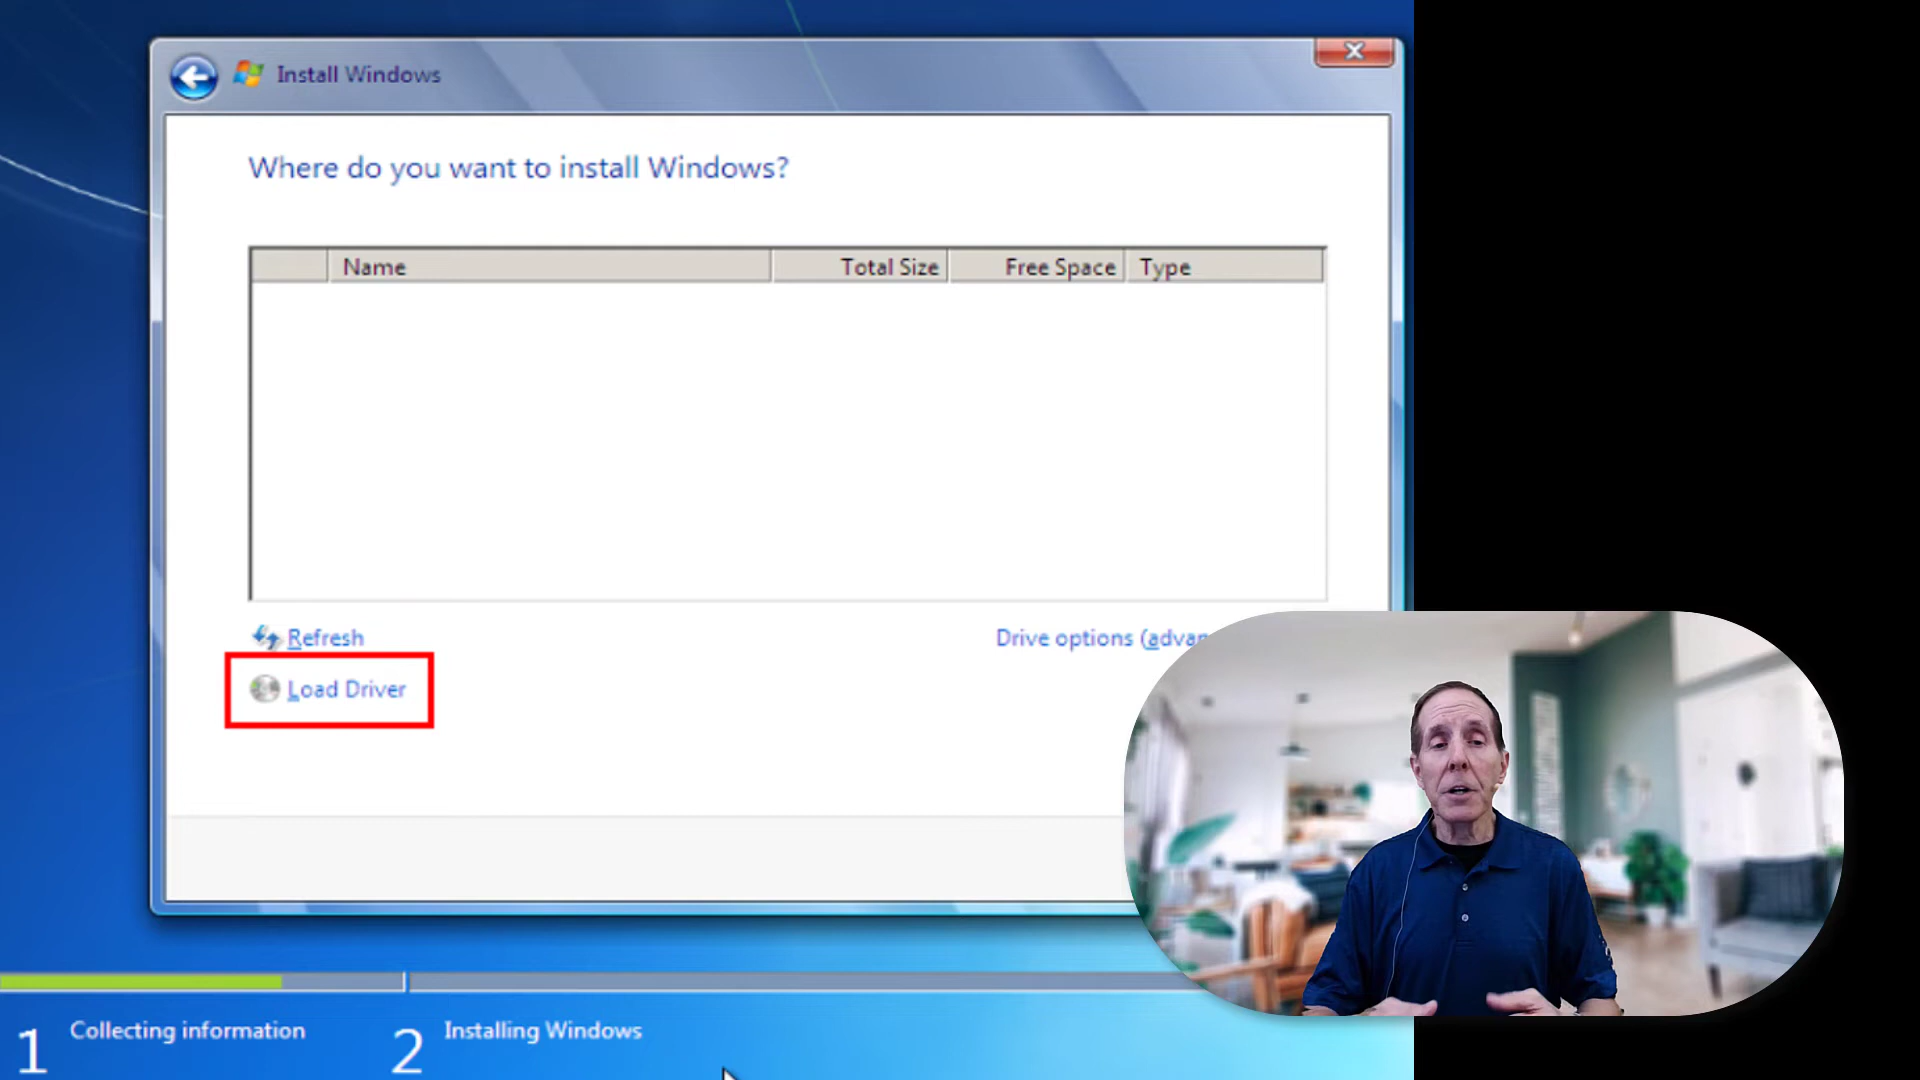 Install Windows
Where do you want to install Windows?
Name Total Size Free Space Type
Refresh Drive options (advan
Load Driver
1 Collecting information 2 Installing Windows